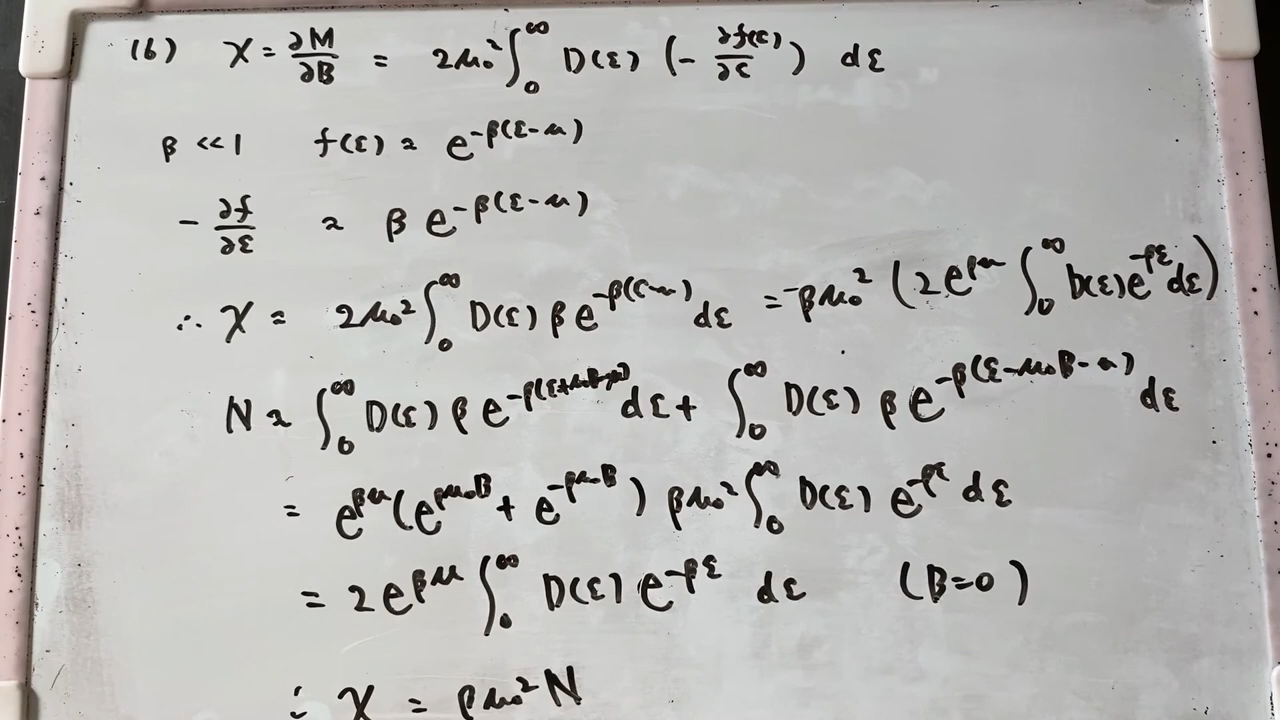 (6) χ = ∂M/∂B = 2μ₀² ∫₀^∞ D(ε) (- ∂f(ε)/∂ε) dε
β << 1 f(ε) ≈ e^{-β(ε-μ)}
- ∂f/∂ε ≈ β e^{-β(ε-μ)}
∴ χ = 2μ₀² ∫₀^∞ D(ε) β e^{-β(ε-μ)} dε = -βμ₀² (2e^{βμ} ∫₀^∞ D(ε) e^{-βε} dε)
N ≈ ∫₀^∞ D(ε) β e^{-β(ε+μ₀B-μ)} dε + ∫₀^∞ D(ε) β e^{-β(ε-μ₀B-μ)} dε
= e^{βμ} (e^{βμ₀B} + e^{-βμ₀B}) βμ₀² ∫₀^∞ D(ε) e^{-βε} dε
= 2e^{βμ} ∫₀^∞ D(ε) e^{-βε} dε (B=0)
∴ χ = βμ₀²N